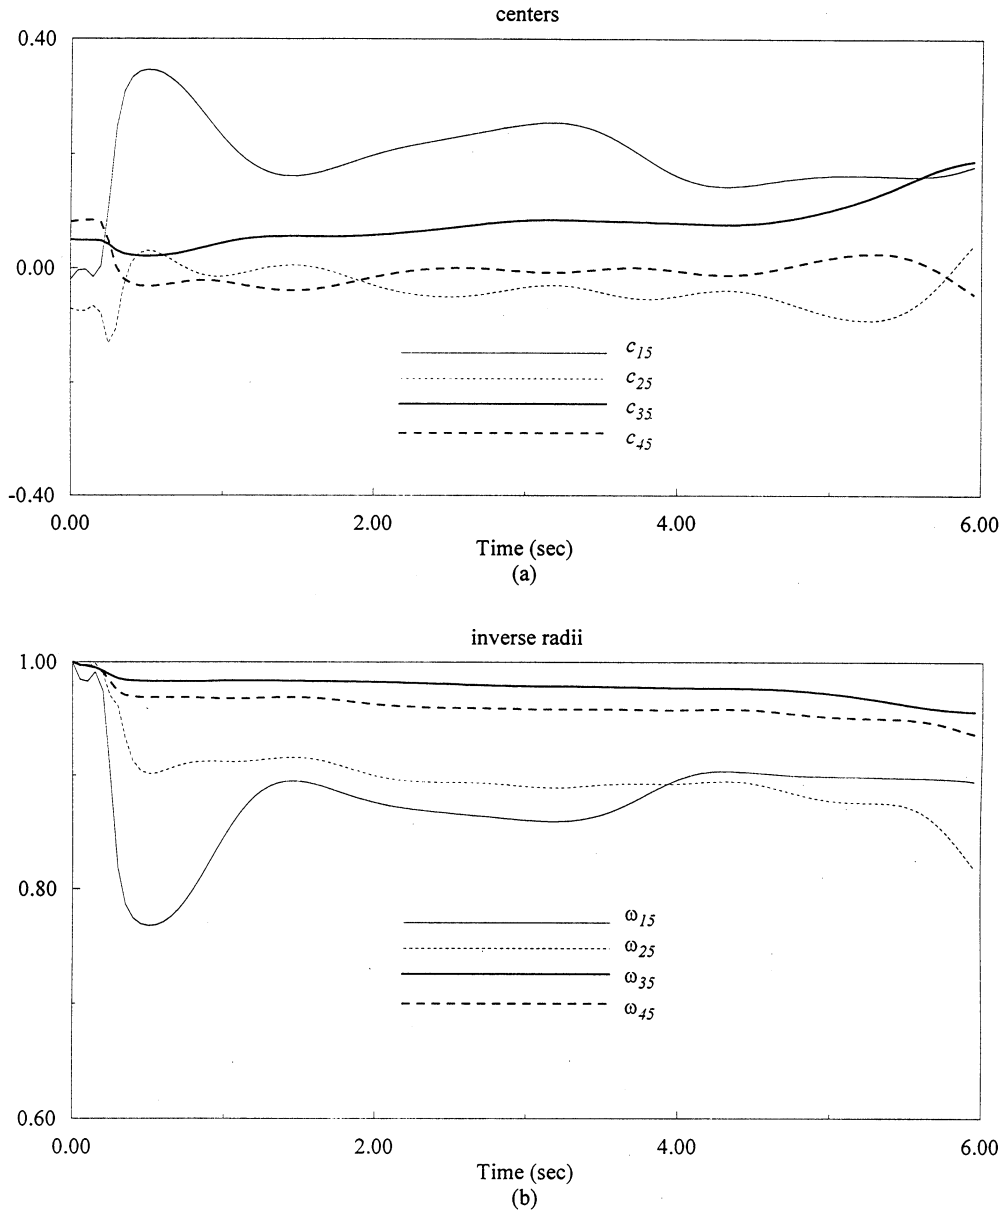 centers
0.40
0.00
-0.40
c15
c25
c35
c45
0.00 2.00 4.00 6.00
Time (sec)
(a)
inverse radii
1.00
0.80
0.60
ω15
ω25
ω35
ω45
0.00 2.00 4.00 6.00
Time (sec)
(b)